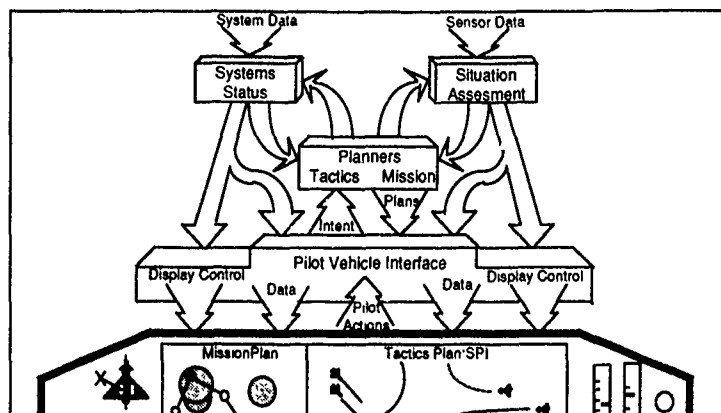 System Data
Sensor Data
Systems
Status
Situation
Assesment
Planners
Tactics Mission
Plans
Intent
Pilot Vehicle Interface
Display Control
Display Control
Data
Data
Pilot
Actions
MissionPlan
Tactics Plan·SPI
X